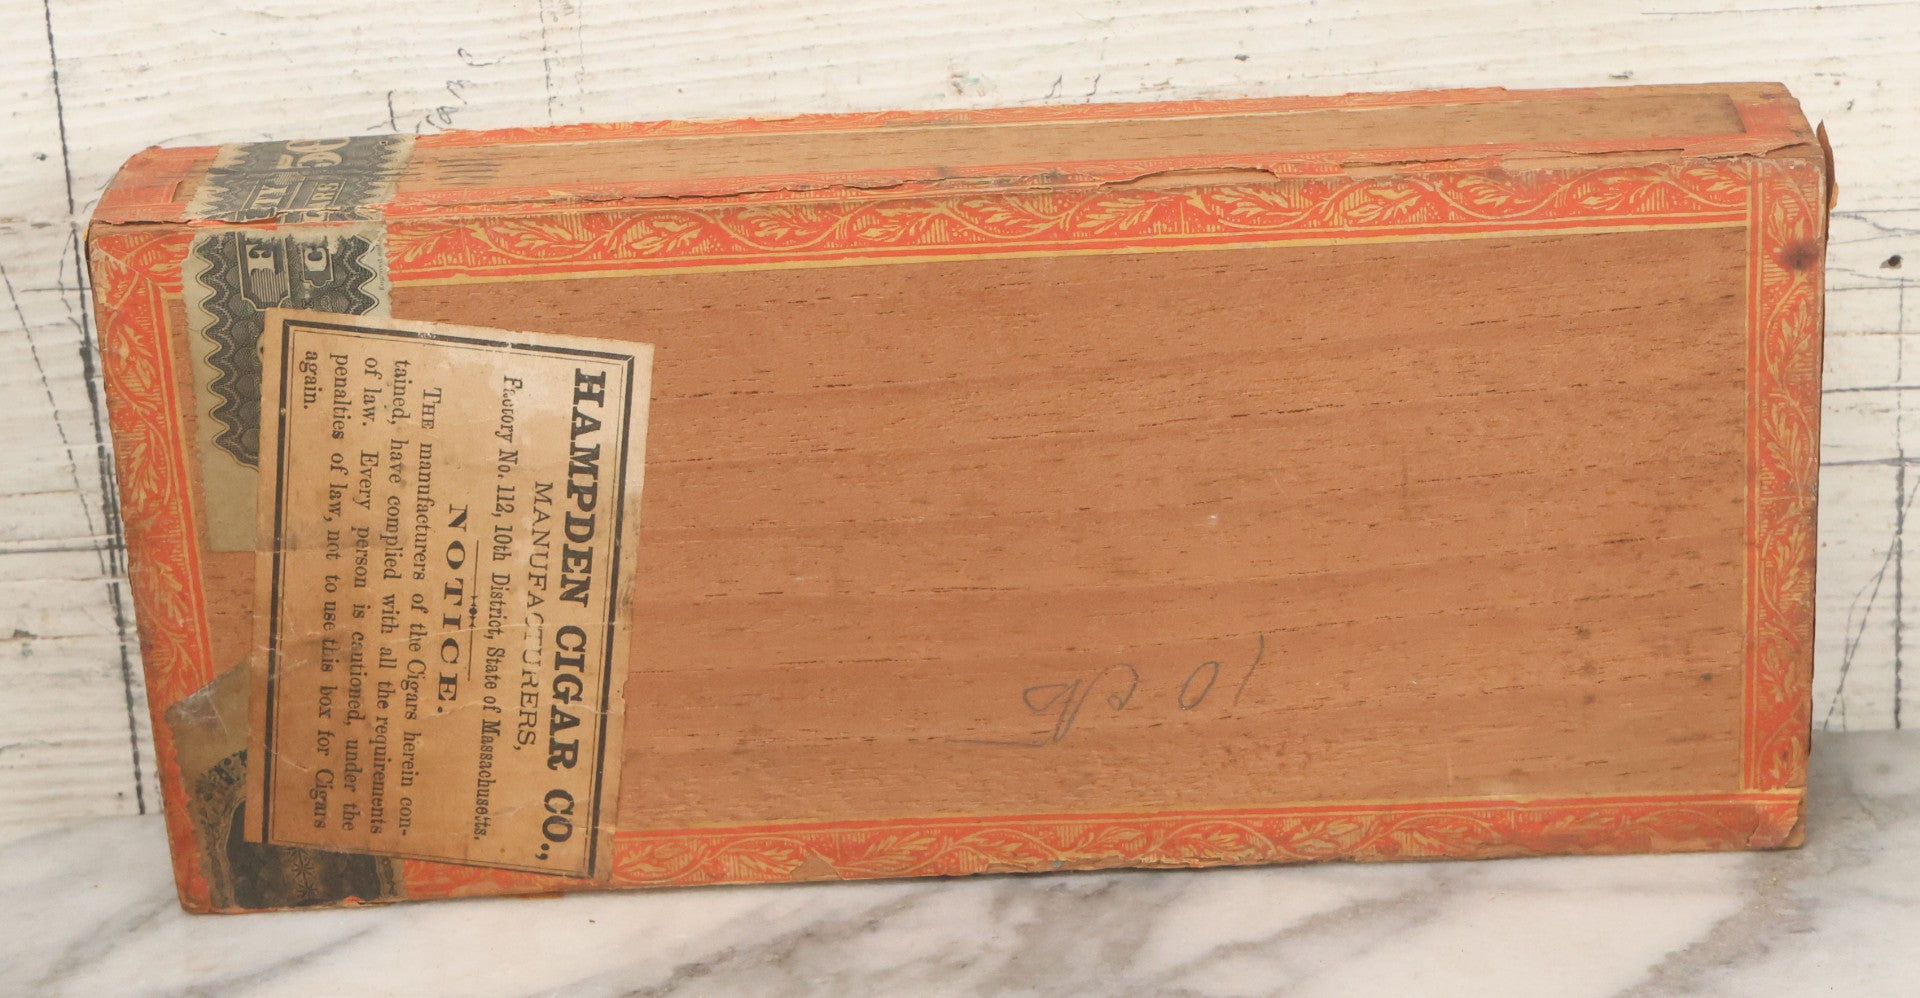 HAMPDEN CIGAR CO.,
MANUFACTURERS,
Factory No. 112, 10th District, State of Massachusetts.
NOTICE.
THE manufacturers of the Cigars herein con-
tained, have complied with all the requirements
of law. Every person is cautioned, under the
penalties of law, not to use this box for Cigars
again.
50
10 cts